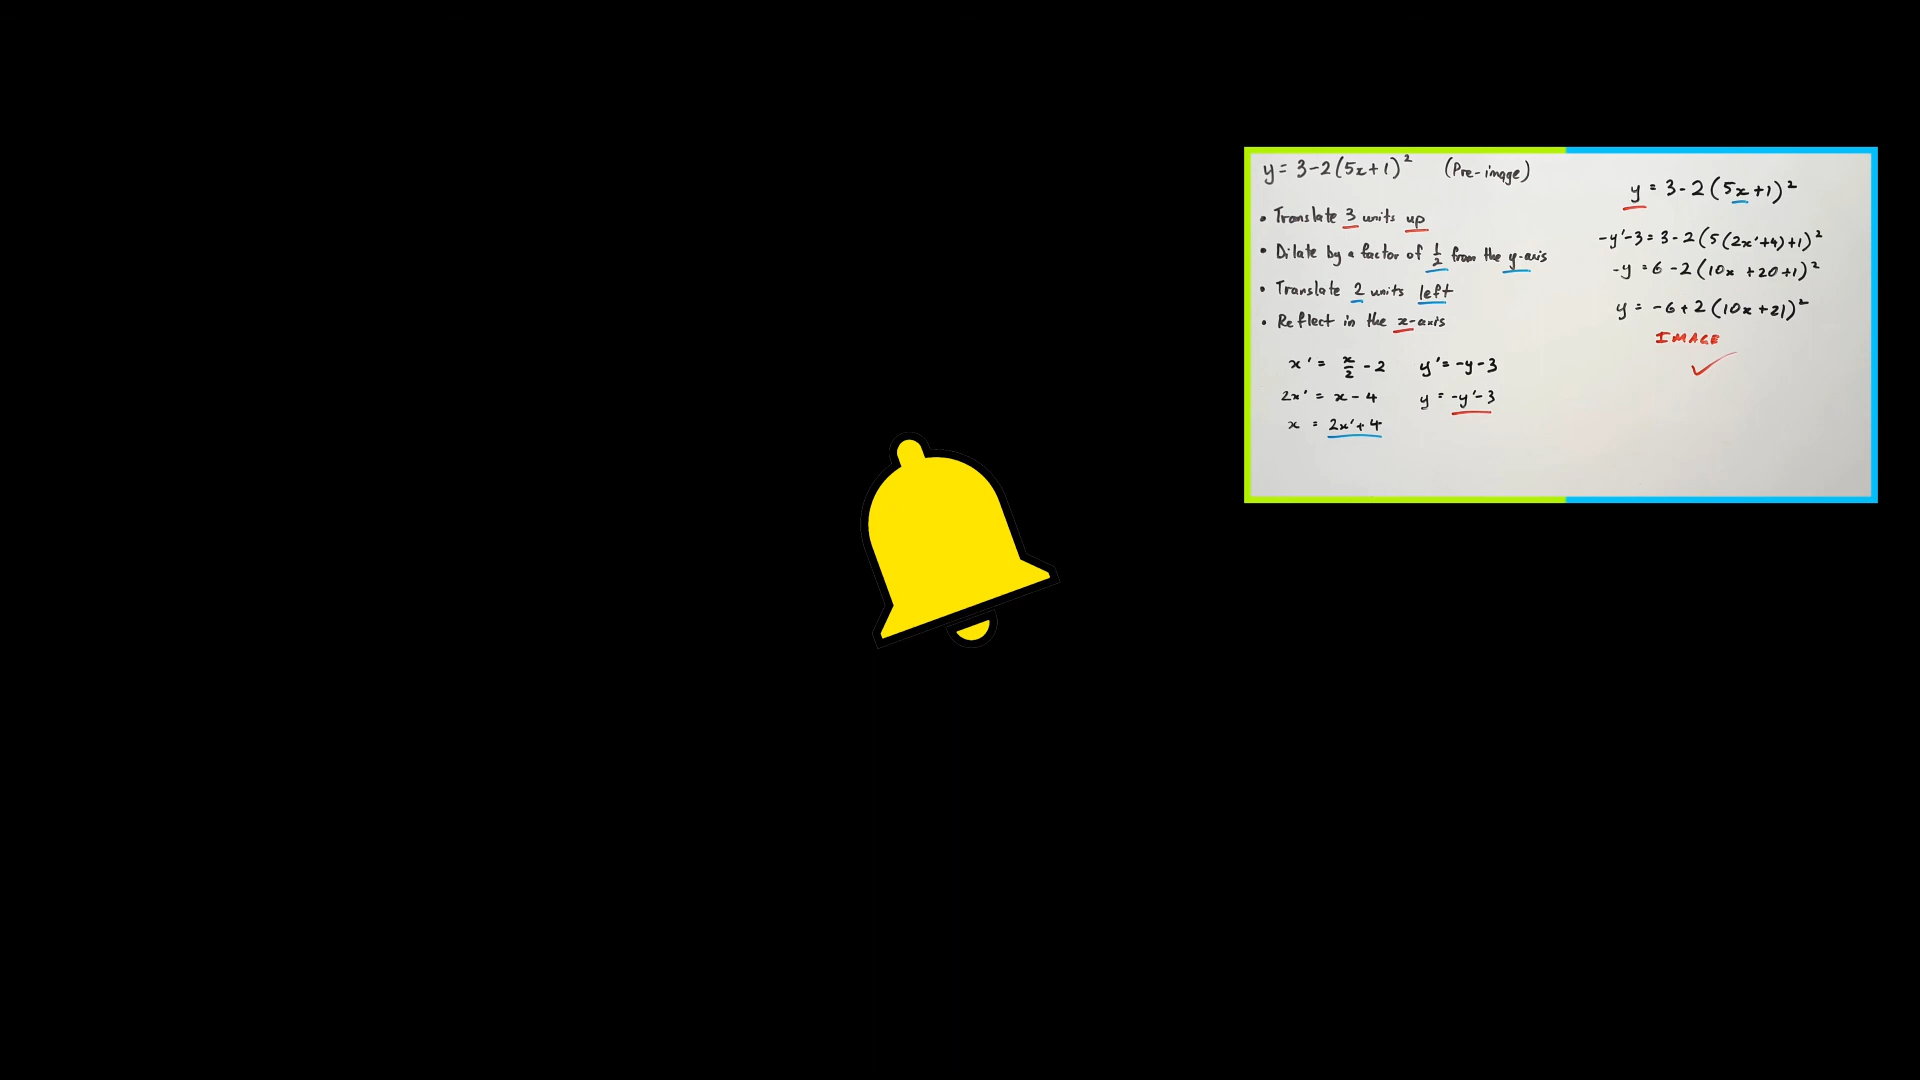 y = 3-2(5x+1)² (Pre-image)
• Translate 3 units up
• Dilate by a factor of 1/2 from the y-axis
• Translate 2 units left
• Reflect in the x-axis
x' = x/2 - 2 y' = -y-3
2x' = x - 4 y = -y'-3
x = 2x'+4
y = 3-2(5x+1)²
-y'-3 = 3-2(5(2x'+4)+1)²
-y = 6-2(10x+20+1)²
y = -6+2(10x+21)²
IMAGE